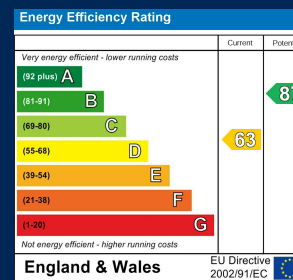 Energy Efficiency Rating
Current
Very energy efficient - lower running costs
(92 plus) A
(81-91) B
(69-80) C
(55-68) D
(39-54) E
(21-38) F
(1-20) G
63
Not energy efficient - higher running costs
England & Wales
EU Directive
2002/91/EC